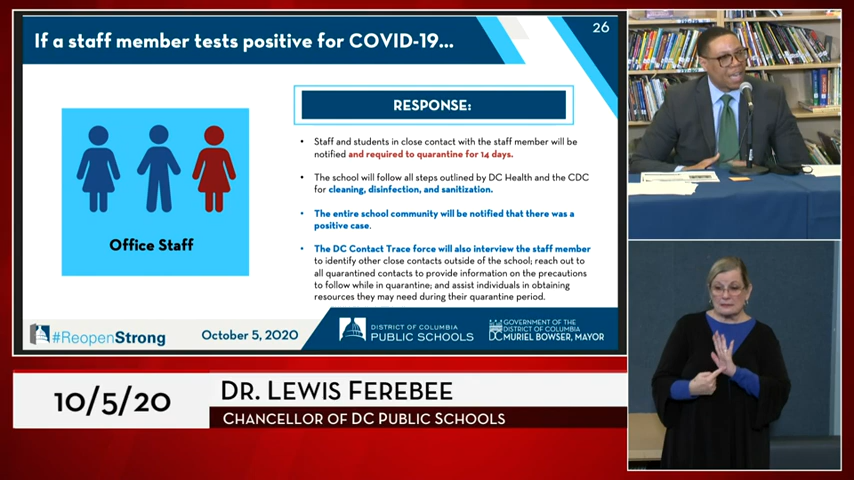 If a staff member tests positive for COVID-19...
26
RESPONSE:
• Staff and students in close contact with the staff member will be
notified and required to quarantine for 14 days.
• The school will follow all steps outlined by DC Health and the CDC
for cleaning, disinfection, and sanitization.
• The entire school community will be notified that there was a
positive case.
• The DC Contact Trace force will also interview the staff member
to identify other close contacts outside of the school; reach out to
all quarantined contacts to provide information on the precautions
to follow while in quarantine; and assist individuals in obtaining
resources they may need during their quarantine period.
Office Staff
#ReopenStrong
October 5, 2020
DISTRICT OF COLUMBIA
PUBLIC SCHOOLS
GOVERNMENT OF THE
DISTRICT OF COLUMBIA
DC MURIEL BOWSER, MAYOR
10/5/20
DR. LEWIS FEREBEE
CHANCELLOR OF DC PUBLIC SCHOOLS